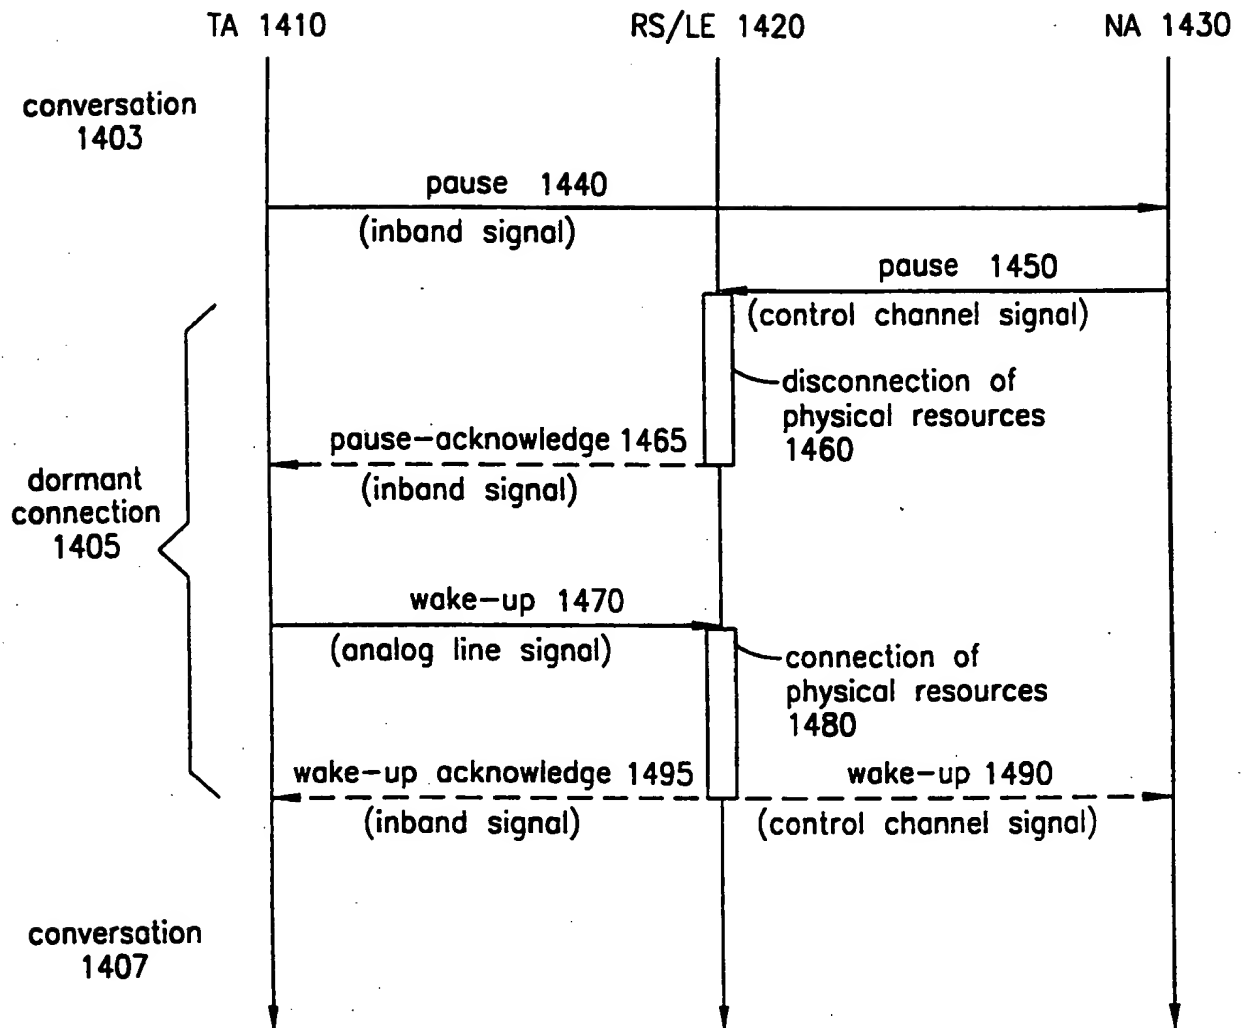 TA 1410
RS/LE 1420
NA 1430
conversation
1403
pause 1440
(inband signal)
pause 1450
(control channel signal)
disconnection of
physical resources
1460
pause-acknowledge 1465
(inband signal)
dormant
connection
1405
wake-up 1470
(analog line signal)
connection of
physical resources
1480
wake-up acknowledge 1495
wake-up 1490
(inband signal)
(control channel signal)
conversation
1407